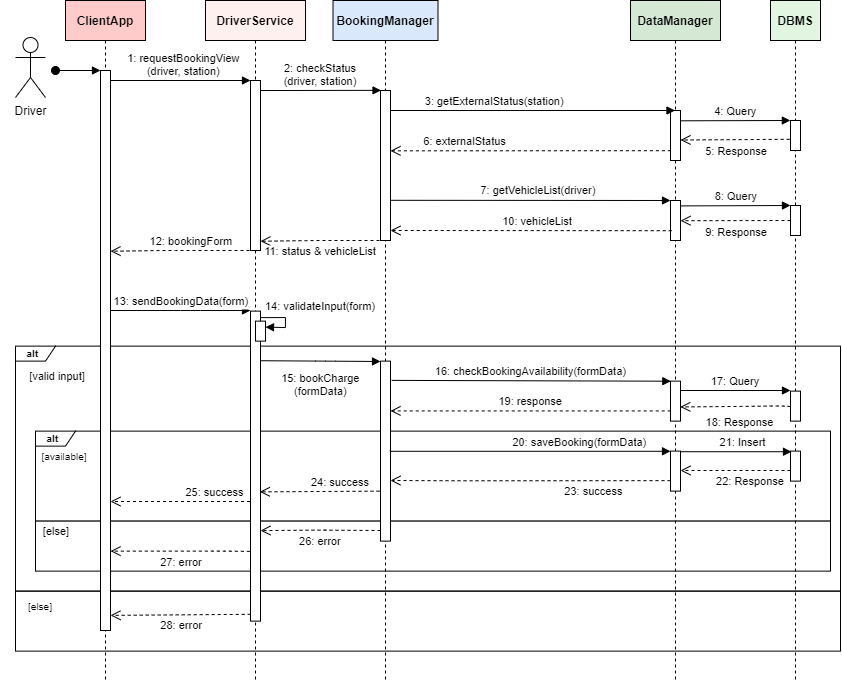 ClientApp
DriverService
BookingManager
DataManager
DBMS
Driver
1: requestBookingView
(driver, station)
2: checkStatus
(driver, station)
3: getExternalStatus(station)
4: Query
5: Response
6: externalStatus
7: getVehicleList(driver)
8: Query
9: Response
10: vehicleList
11: status & vehicleList
12: bookingForm
13: sendBookingData(form)
14: validateInput(form)
alt
[valid input]
15: bookCharge
(formData)
16: checkBookingAvailability(formData)
17: Query
18: Response
19: response
alt
[available]
20: saveBooking(formData)
21: Insert
22: Response
23: success
24: success
25: success
[else]
26: error
27: error
[else]
28: error